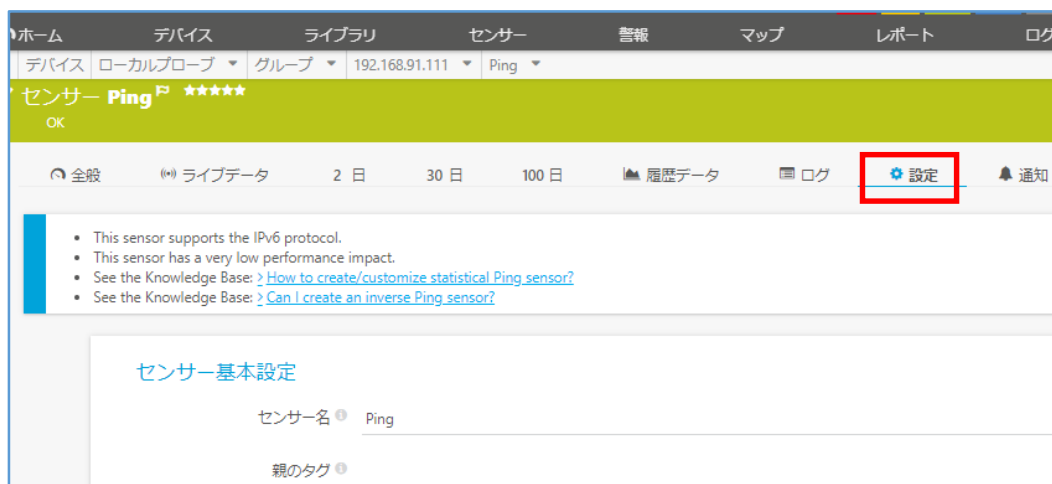 ホーム デバイス ライブラリ センサー 警報 マップ レポート ログ
デバイス ローカルプローブ グループ 192.168.91.111 Ping
センサー Ping
OK
全般 ライブデータ 2 日 30 日 100 日 履歴データ ログ 設定 通知
• This sensor supports the IPv6 protocol.
• This sensor has a very low performance impact.
• See the Knowledge Base: > How to create/customize statistical Ping sensor?
• See the Knowledge Base: > Can I create an inverse Ping sensor?
センサー基本設定
センサー名 Ping
親のタグ